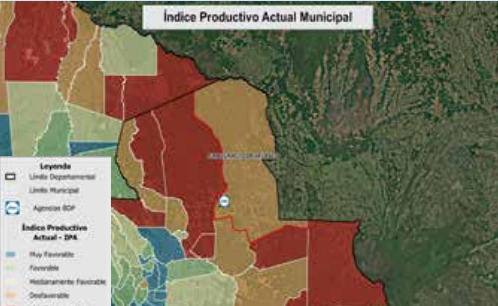 Índice Productivo Actual Municipal
Leyenda
Límite Departamental
Límite Municipal
Agencias BDP
Índice Productivo
Actual - IPA
Muy Favorable
Favorable
Medianamente Favorable
Desfavorable